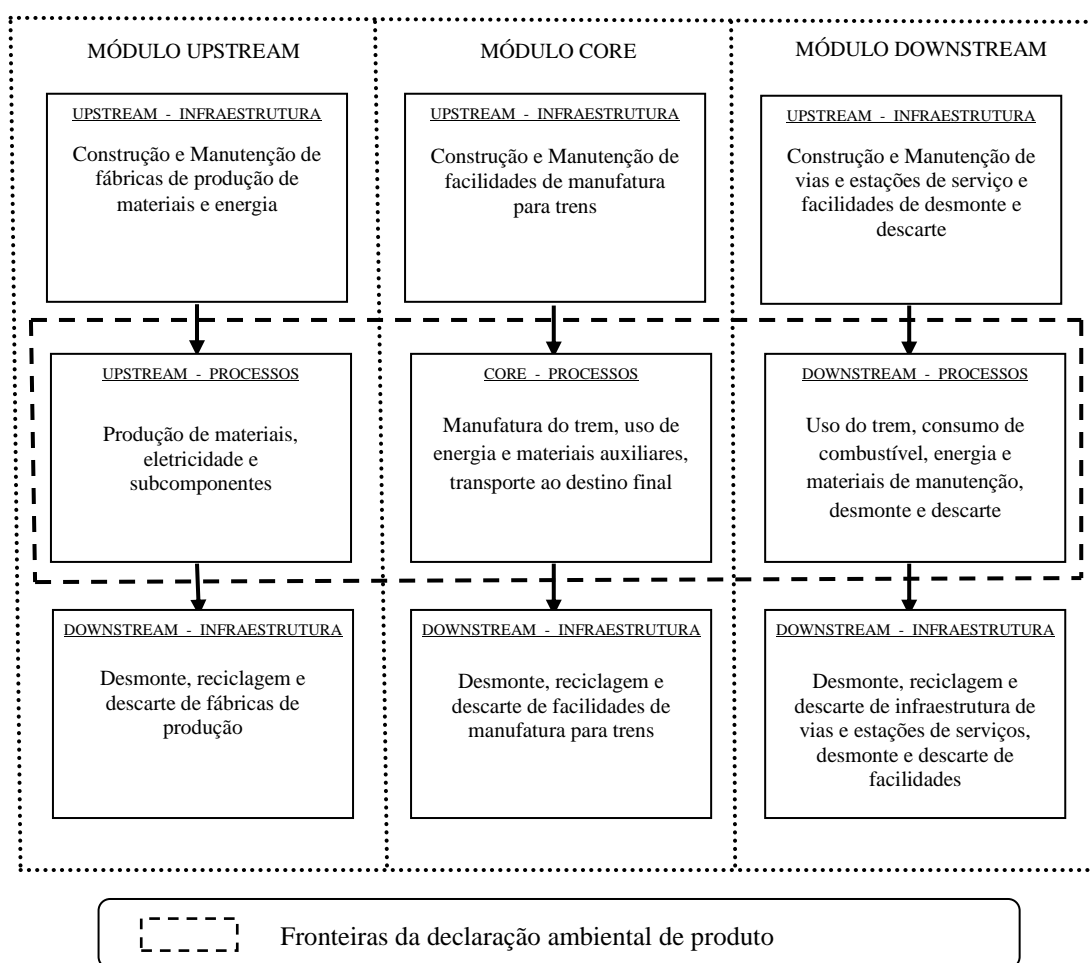 MÓDULO UPSTREAM
MÓDULO CORE
MÓDULO DOWNSTREAM
UPSTREAM - INFRAESTRUTURA
Construção e Manutenção de
fábricas de produção de
materiais e energia
UPSTREAM - INFRAESTRUTURA
Construção e Manutenção de
facilidades de manufatura
para trens
UPSTREAM - INFRAESTRUTURA
Construção e Manutenção de
vias e estações de serviço e
facilidades de desmonte e
descarte
UPSTREAM - PROCESSOS
Produção de materiais,
eletricidade e
subcomponentes
CORE - PROCESSOS
Manufatura do trem, uso de
energia e materiais auxiliares,
transporte ao destino final
DOWNSTREAM - PROCESSOS
Uso do trem, consumo de
combustível, energia e
materiais de manutenção,
desmonte e descarte
DOWNSTREAM - INFRAESTRUTURA
Desmonte, reciclagem e
descarte de fábricas de
produção
DOWNSTREAM - INFRAESTRUTURA
Desmonte, reciclagem e
descarte de facilidades de
manufatura para trens
DOWNSTREAM - INFRAESTRUTURA
Desmonte, reciclagem e
descarte de infraestrutura de
vias e estações de serviços,
desmonte e descarte de
facilidades
Fronteiras da declaração ambiental de produto